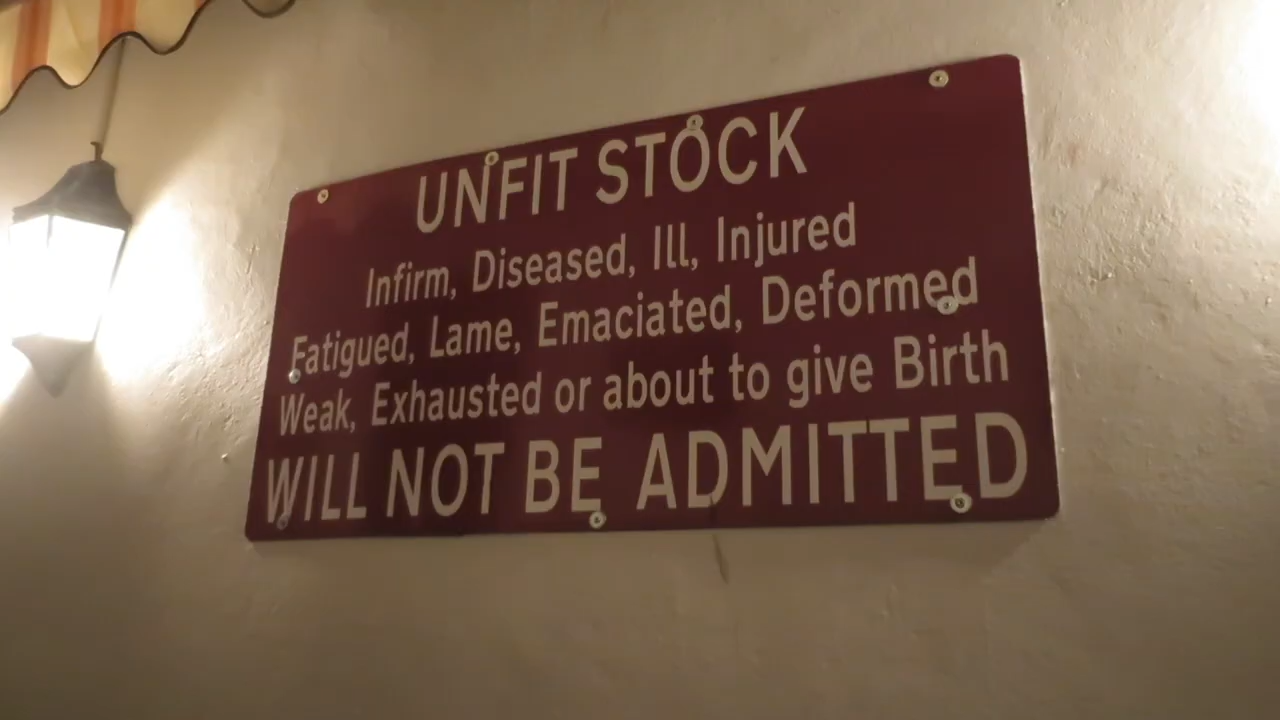 UNFIT STOCK
Infirm, Diseased, Ill, Injured
Fatigued, Lame, Emaciated, Deformed
Weak, Exhausted or about to give Birth
WILL NOT BE ADMITTED